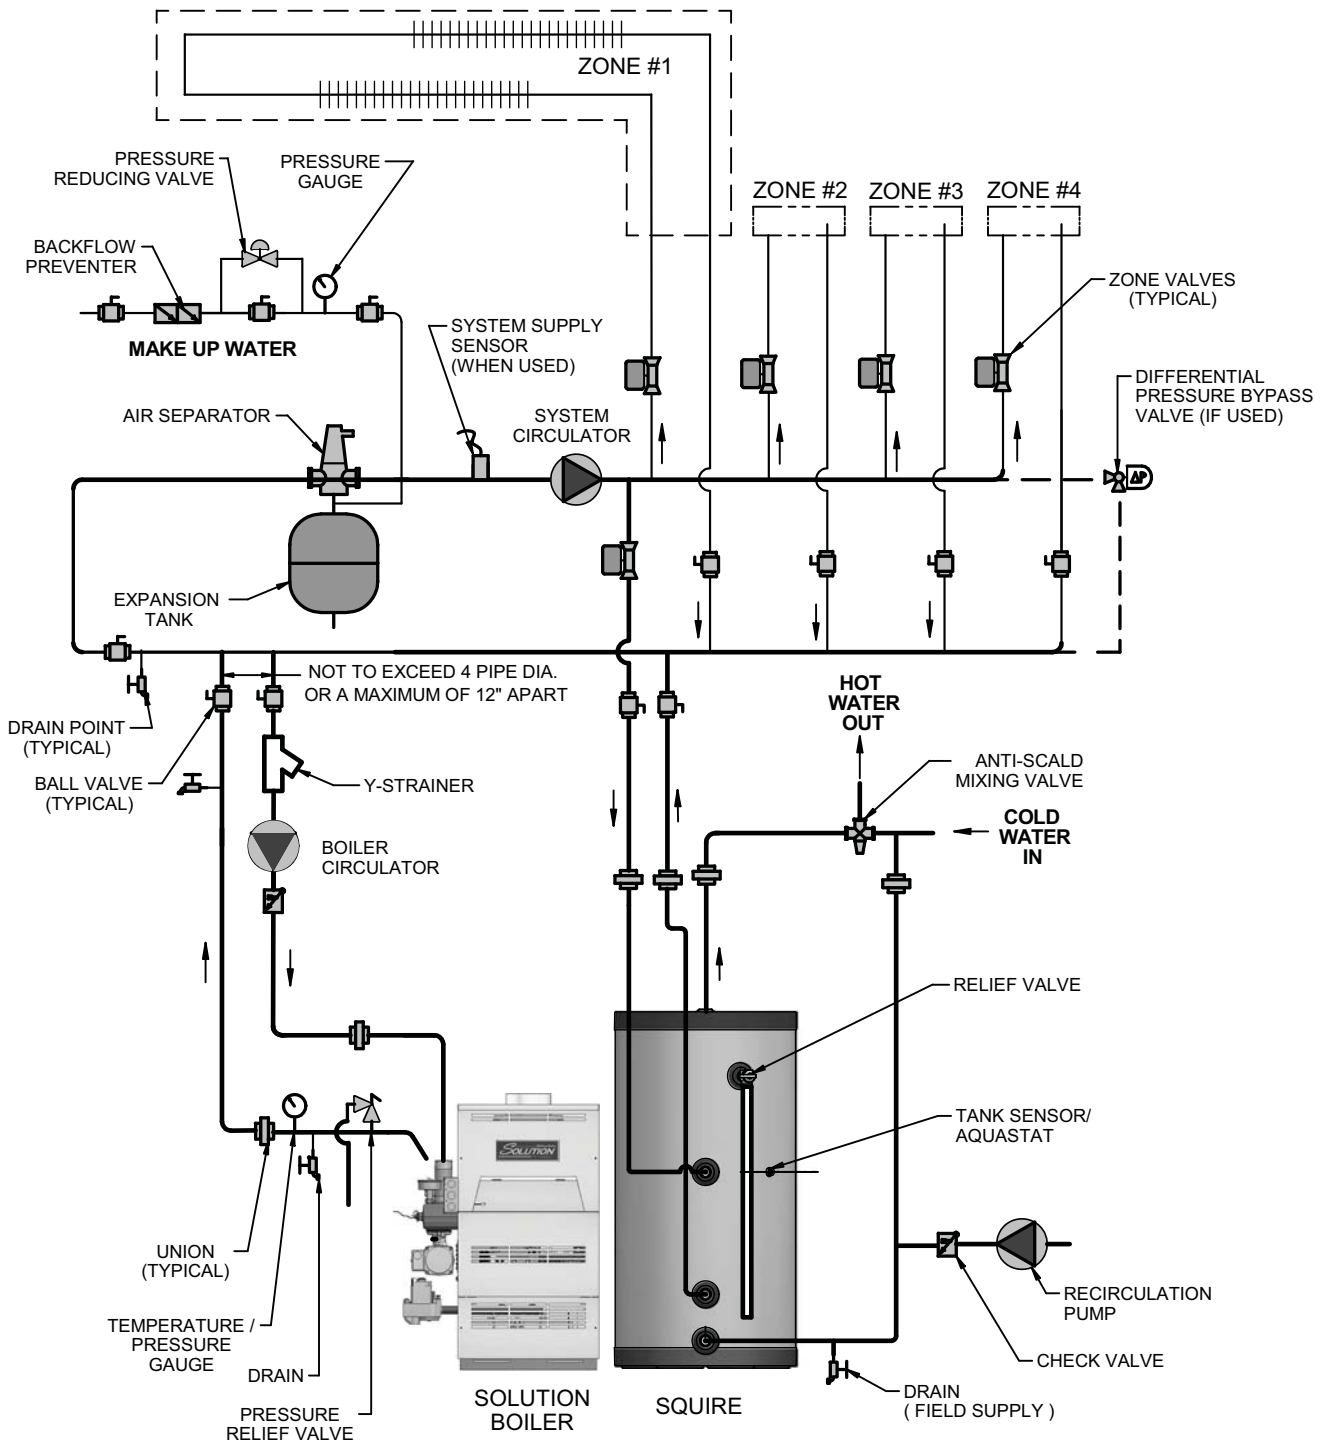 ZONE #1
PRESSURE
REDUCING VALVE
PRESSURE
GAUGE
ZONE #2
ZONE #3
ZONE #4
BACKFLOW
PREVENTER
ZONE VALVES
(TYPICAL)
MAKE UP WATER
SYSTEM SUPPLY
SENSOR
(WHEN USED)
DIFFERENTIAL
PRESSURE BYPASS
VALVE (IF USED)
AIR SEPARATOR
SYSTEM
CIRCULATOR
ΔP
EXPANSION
TANK
NOT TO EXCEED 4 PIPE DIA.
OR A MAXIMUM OF 12" APART
HOT
WATER
OUT
DRAIN POINT
(TYPICAL)
BALL VALVE
(TYPICAL)
Y-STRAINER
ANTI-SCALD
MIXING VALVE
COLD
WATER
IN
BOILER
CIRCULATOR
RELIEF VALVE
TANK SENSOR/
AQUASTAT
SOLUTION
UNION
(TYPICAL)
TEMPERATURE /
PRESSURE
GAUGE
DRAIN
PRESSURE
RELIEF VALVE
RECIRCULATION
PUMP
CHECK VALVE
DRAIN
( FIELD SUPPLY )
SOLUTION
BOILER
SQUIRE